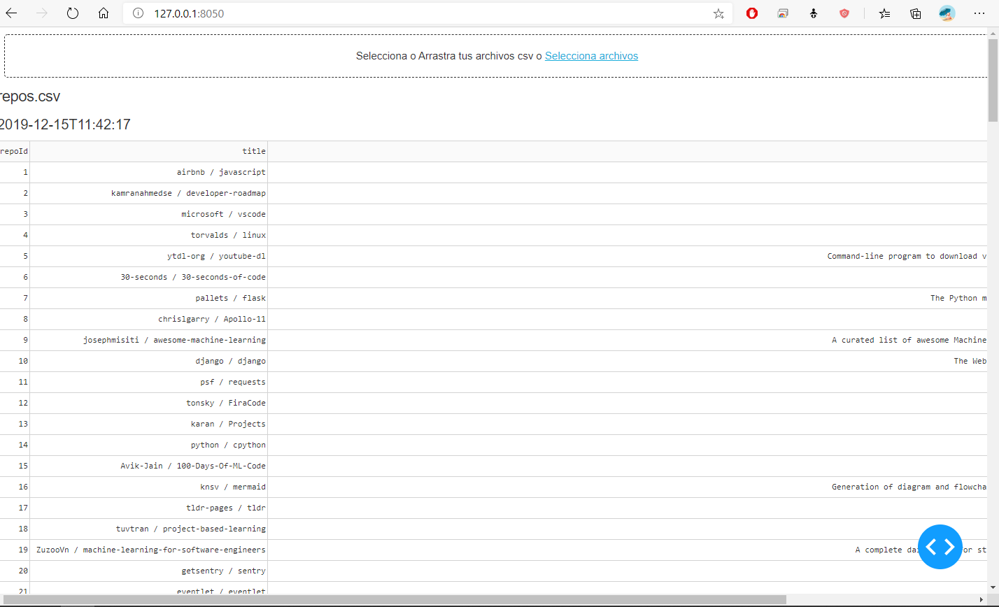 127.0.0.1:8050
Selecciona o Arrastra tus archivos csv o Selecciona archivos
repos.csv
2019-12-15T11:42:17
repoId title
1 airbnb / javascript
2 kamranahmedse / developer-roadmap
3 microsoft / vscode
4 torvalds / linux
5 ytdl-org / youtube-dl Command-line program to download v
6 30-seconds / 30-seconds-of-code
7 pallets / flask The Python m
8 chrislgarry / Apollo-11
9 josephmisiti / awesome-machine-learning A curated list of awesome Machine
10 django / django The Web
11 psf / requests
12 tonsky / FiraCode
13 karan / Projects
14 python / cpython
15 Avik-Jain / 100-Days-Of-ML-Code
16 knsv / mermaid Generation of diagram and flowcha
17 tldr-pages / tldr
18 tuvtran / project-based-learning
19 ZuzooVn / machine-learning-for-software-engineers A complete or st
20 getsentry / sentry
21 eventlet / eventlet